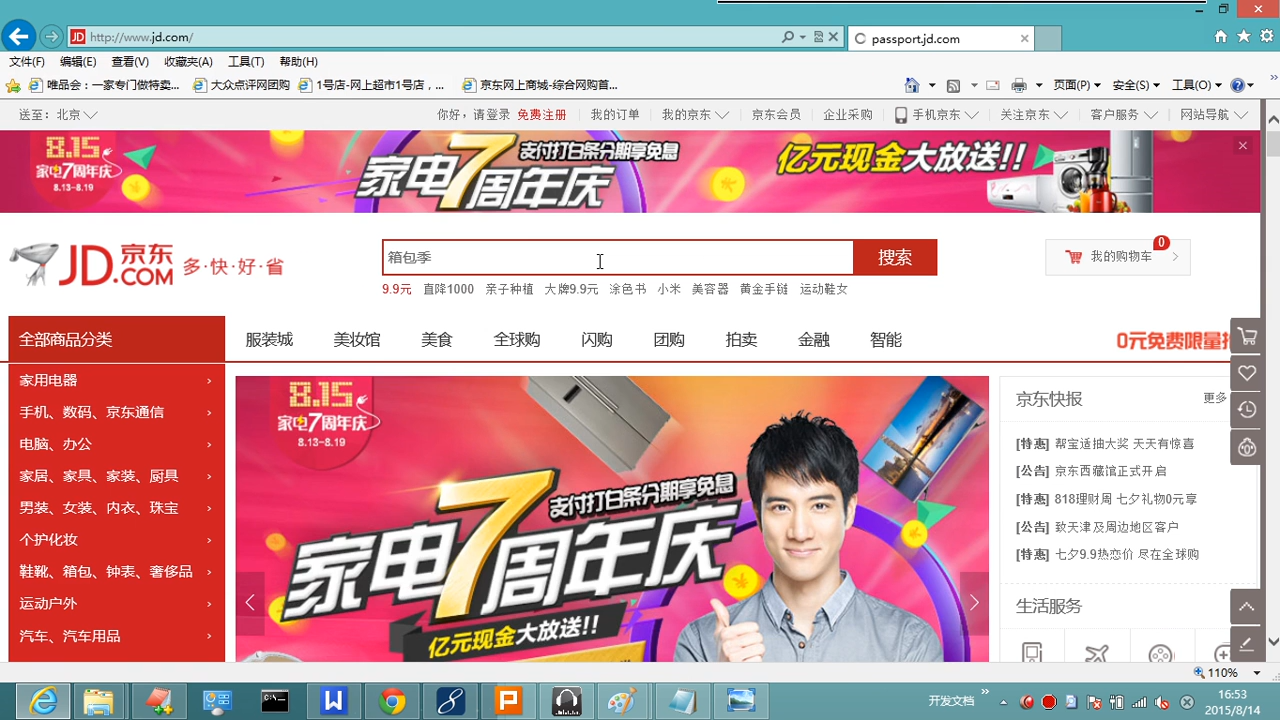 http://www.jd.com/
passport.jd.com
文件(F) 编辑(E) 查看(V) 收藏夹(A) 工具(T) 帮助(H)
唯品会：一家专门做特卖... 大众点评网团购 1号店-网上超市1号店，... 京东网上商城-综合网购首...
页面(P) 安全(S) 工具(O)
送至：北京
你好，请登录 免费注册 我的订单 我的京东 京东会员 企业采购 手机京东 关注京东 客户服务 网站导航
8.15
家电7周年庆
8.13-8.19
家电7周年庆
支付打白条分期享免息
亿元现金大放送!!
JD 京东
JD.COM 多·快·好·省
箱包季
搜索
0
我的购物车
9.9元 直降1000 亲子种植 大牌9.9元 涂色书 小米 美容器 黄金手链 运动鞋女
全部商品分类
服装城 美妆馆 美食 全球购 闪购 团购 拍卖 金融 智能
0元免费限量
家用电器
手机、数码、京东通信
电脑、办公
家居、家具、家装、厨具
男装、女装、内衣、珠宝
个护化妆
鞋靴、箱包、钟表、奢侈品
运动户外
汽车、汽车用品
8.15
家电7周年庆
8.13-8.19
支付打白条分期享免息
家电7周年庆
亿元现金大放送!!
京东快报
更多
[特惠] 帮宝适抽大奖 天天有惊喜
[公告] 京东西藏馆正式开启
[特惠] 818理财周 七夕礼物0元享
[公告] 致天津及周边地区客户
[特惠] 七夕9.9热恋价 尽在全球购
生活服务
110%
开发文档
16:53
2015/8/14